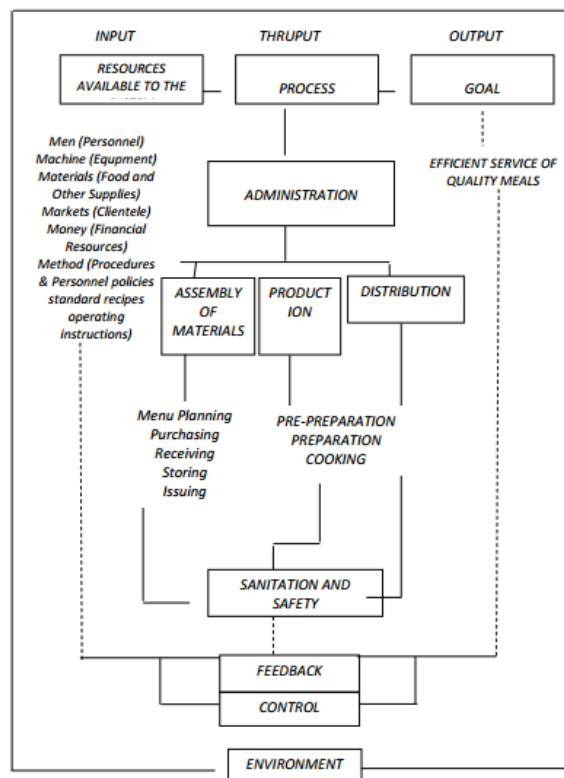 INPUT
THRUPUT
OUTPUT
RESOURCES
AVAILABLE TO THE
PROCESS
GOAL
Men (Personnel)
Machine (Equpment)
Materials (Food and
Other Supplies)
Markets (Clientele)
Money (Financial
Resources)
Method (Procedures
& Personnel policies
standard recipes
operating
instructions)
EFFICIENT SERVICE OF
QUALITY MEALS
ADMINISTRATION
ASSEMBLY
OF
MATERIALS
PRODUCT
ION
DISTRIBUTION
Menu Planning
Purchasing
Receiving
Storing
Issuing
PRE-PREPARATION
PREPARATION
COOKING
SANITATION AND
SAFETY
FEEDBACK
CONTROL
ENVIRONMENT